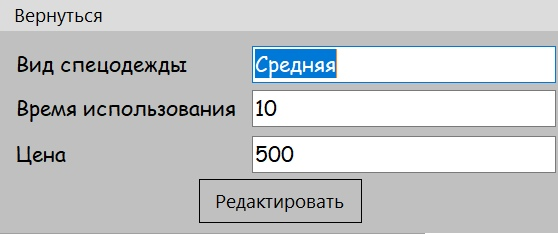 Вернуться
Вид спецодежды Средняя
Время использования 10
Цена 500
Редактировать